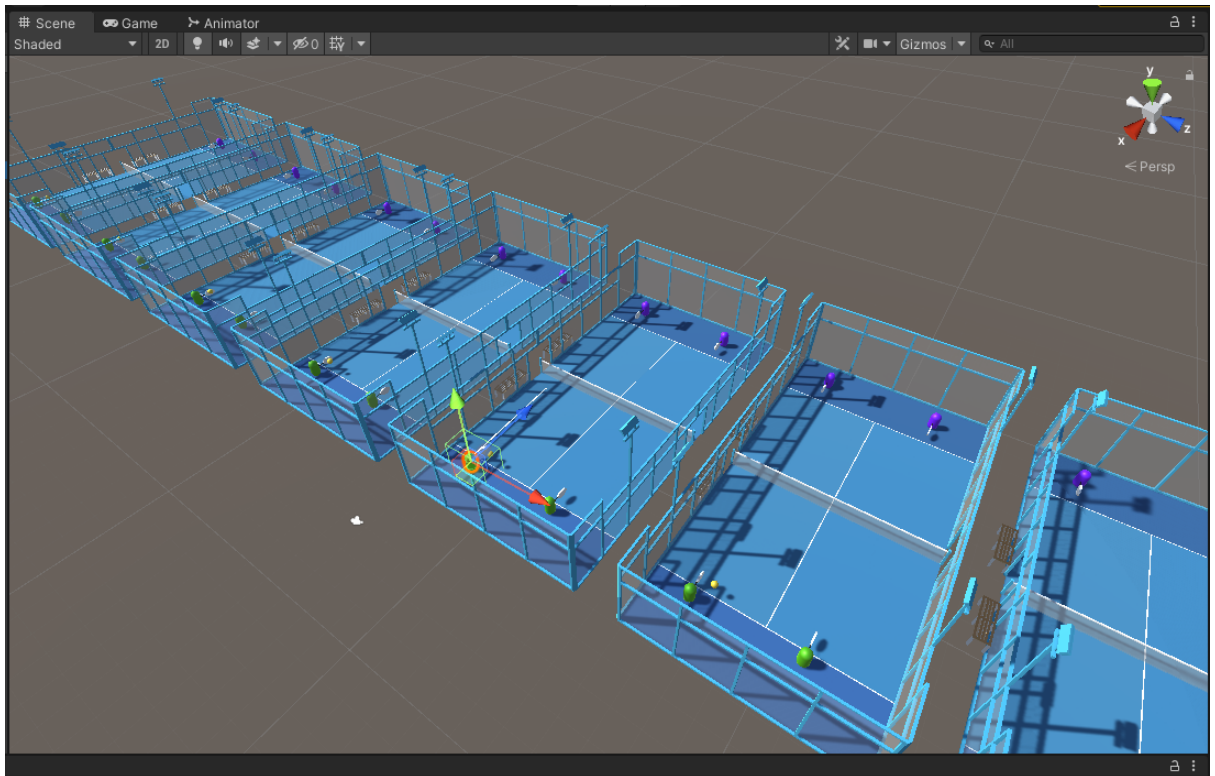 Scene Game Animator
Shaded 2D 0 Gizmos All
y
z
x
Persp